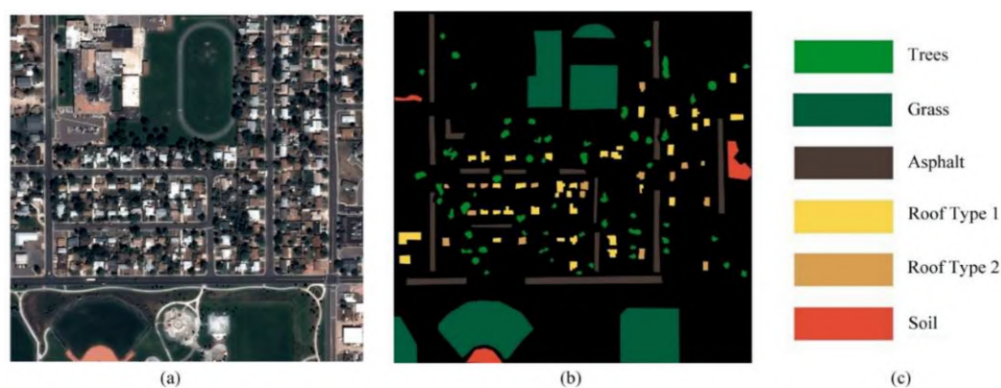 Trees
Grass
Asphalt
Roof Type 1
Roof Type 2
Soil
(a)
(b)
(c)